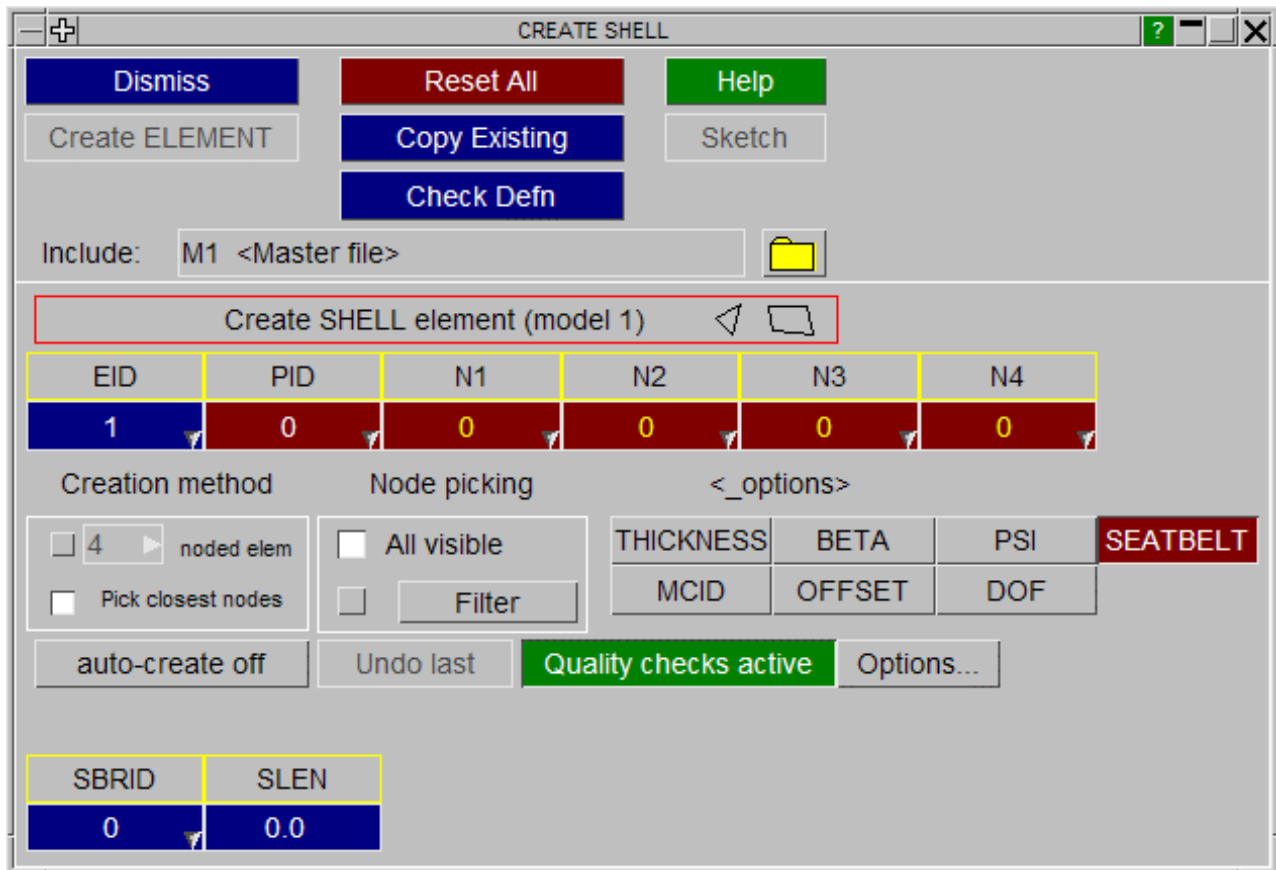 CREATE SHELL ?
Dismiss Reset All Help
Create ELEMENT Copy Existing Sketch
Check Defn
Include: M1 <Master file>
Create SHELL element (model 1)
EID PID N1 N2 N3 N4
1 0 0 0 0 0
Creation method Node picking <_options>
4 noded elem All visible THICKNESS BETA PSI SEATBELT
Pick closest nodes Filter MCID OFFSET DOF
auto-create off Undo last Quality checks active Options...
SBRID SLEN
0 0.0